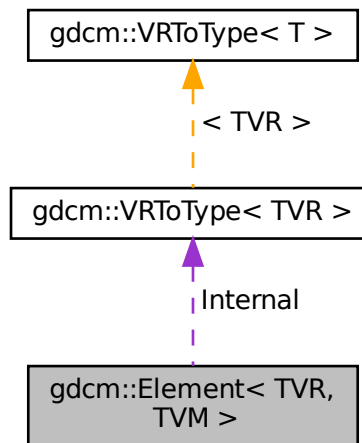 gdcm::VRToType< T >
< TVR >
gdcm::VRToType< TVR >
Internal
gdcm::Element< TVR,
TVM >